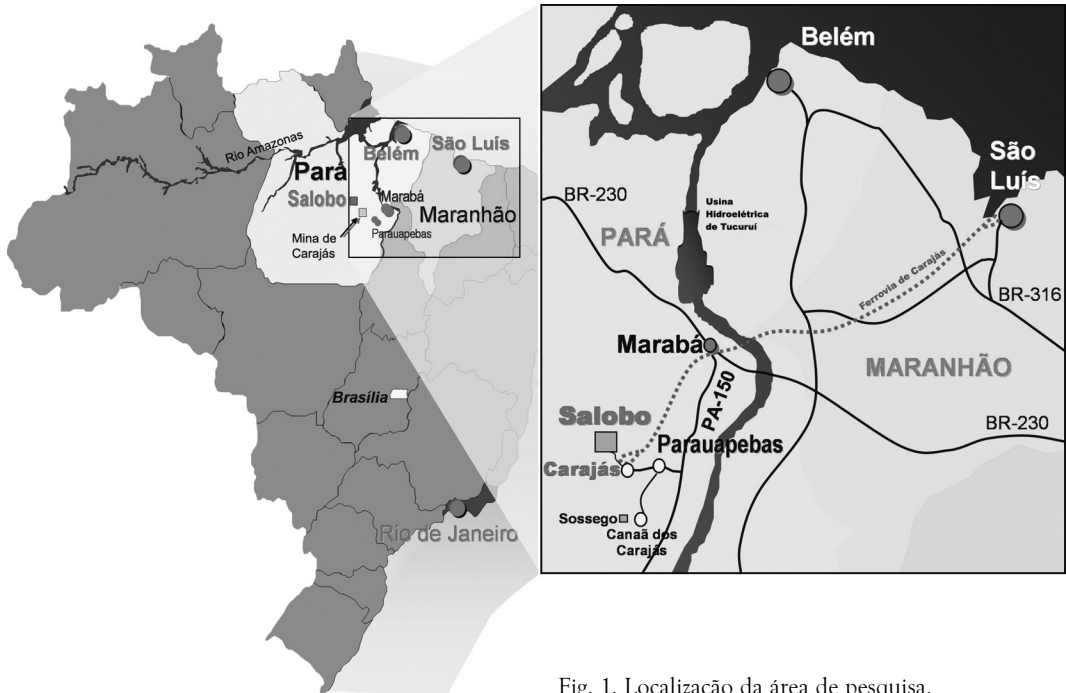 Rio Amazonas
Belém
São Luís
Pará
Salobo
Marabá
Maranhão
Parauapebas
Mina de
Carajás
Brasília
Rio de Janeiro
Belém
São
Luís
BR-230
Usina
Hidroelétrica
de Tucuruí
PARÁ
Ferrovia de Carajás
BR-316
Marabá
MARANHÃO
PA-150
BR-230
Salobo
Parauapebas
Carajás
Sossego
Canaã dos
Carajás
Fig. 1. Localização da área de pesquisa.